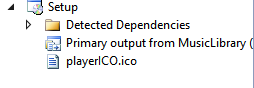 Setup
Detected Dependencies
Primary output from MusicLibrary (
playerICO.ico